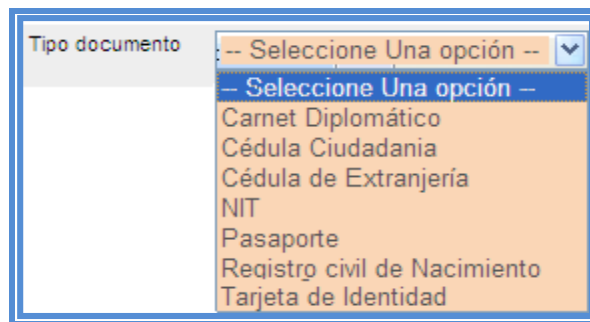 Tipo documento
: -- Seleccione Una opción --
-- Seleccione Una opción --
Carnet Diplomático
Cédula Ciudadania
Cédula de Extranjería
NIT
Pasaporte
Registro civil de Nacimiento
Tarjeta de Identidad